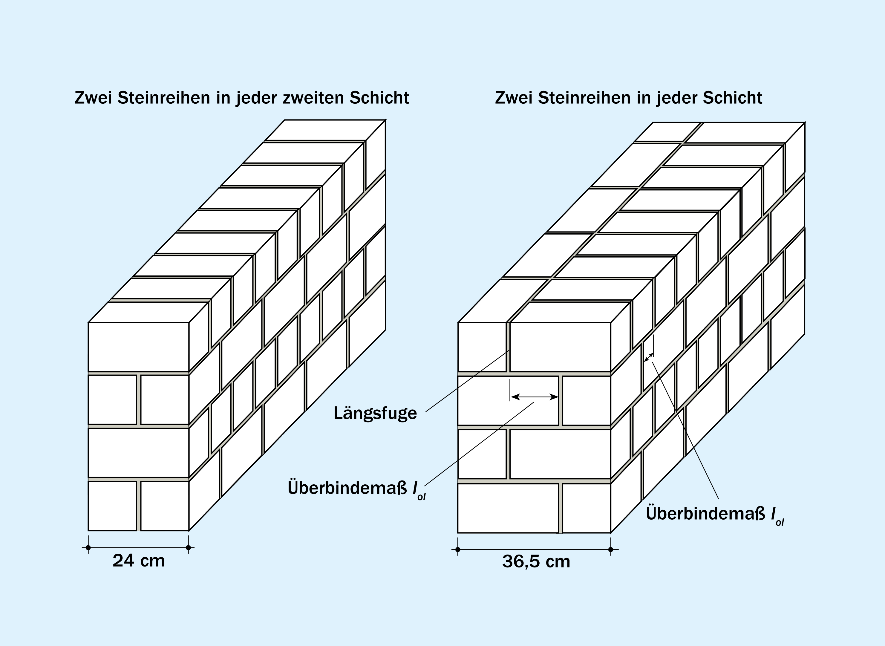 Zwei Steinreihen in jeder zweiten Schicht
Zwei Steinreihen in jeder Schicht
Längsfuge
Überbindemaß lol
Überbindemaß lol
24 cm
36,5 cm